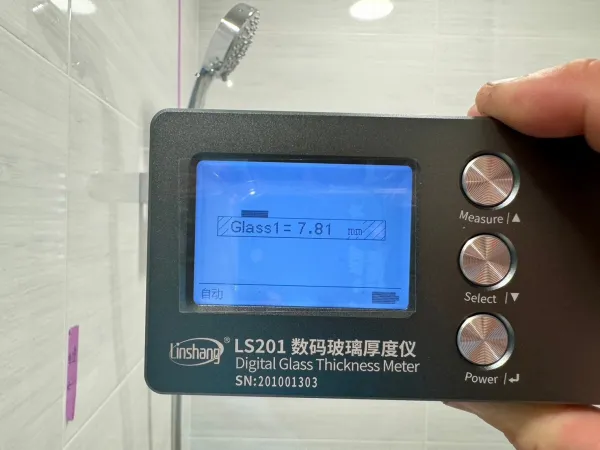 Glass1= 7.81 mm
自动
Measure /▲
Select /▼
Power /↵
Linshang®
LS201 数码玻璃厚度仪
Digital Glass Thickness Meter
SN:201001303